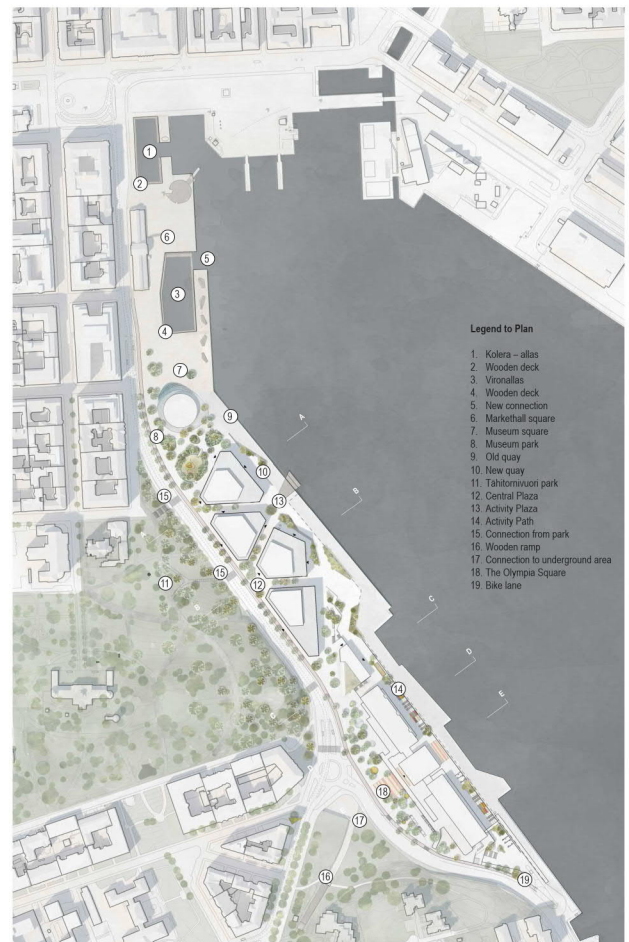 1
2
6
5
3
4
7
9
8
A
10
15
13
B
15
12
11
C
D
14
E
18
17
16
19
Legend to Plan
1. Kolera – allas
2. Wooden deck
3. Vironallas
4. Wooden deck
5. New connection
6. Markethall square
7. Museum square
8. Museum park
9. Old quay
10. New quay
11. Tähtitornivuori park
12. Central Plaza
13. Activity Plaza
14. Activity Path
15. Connection from park
16. Wooden ramp
17. Connection to underground area
18. The Olympia Square
19. Bike lane